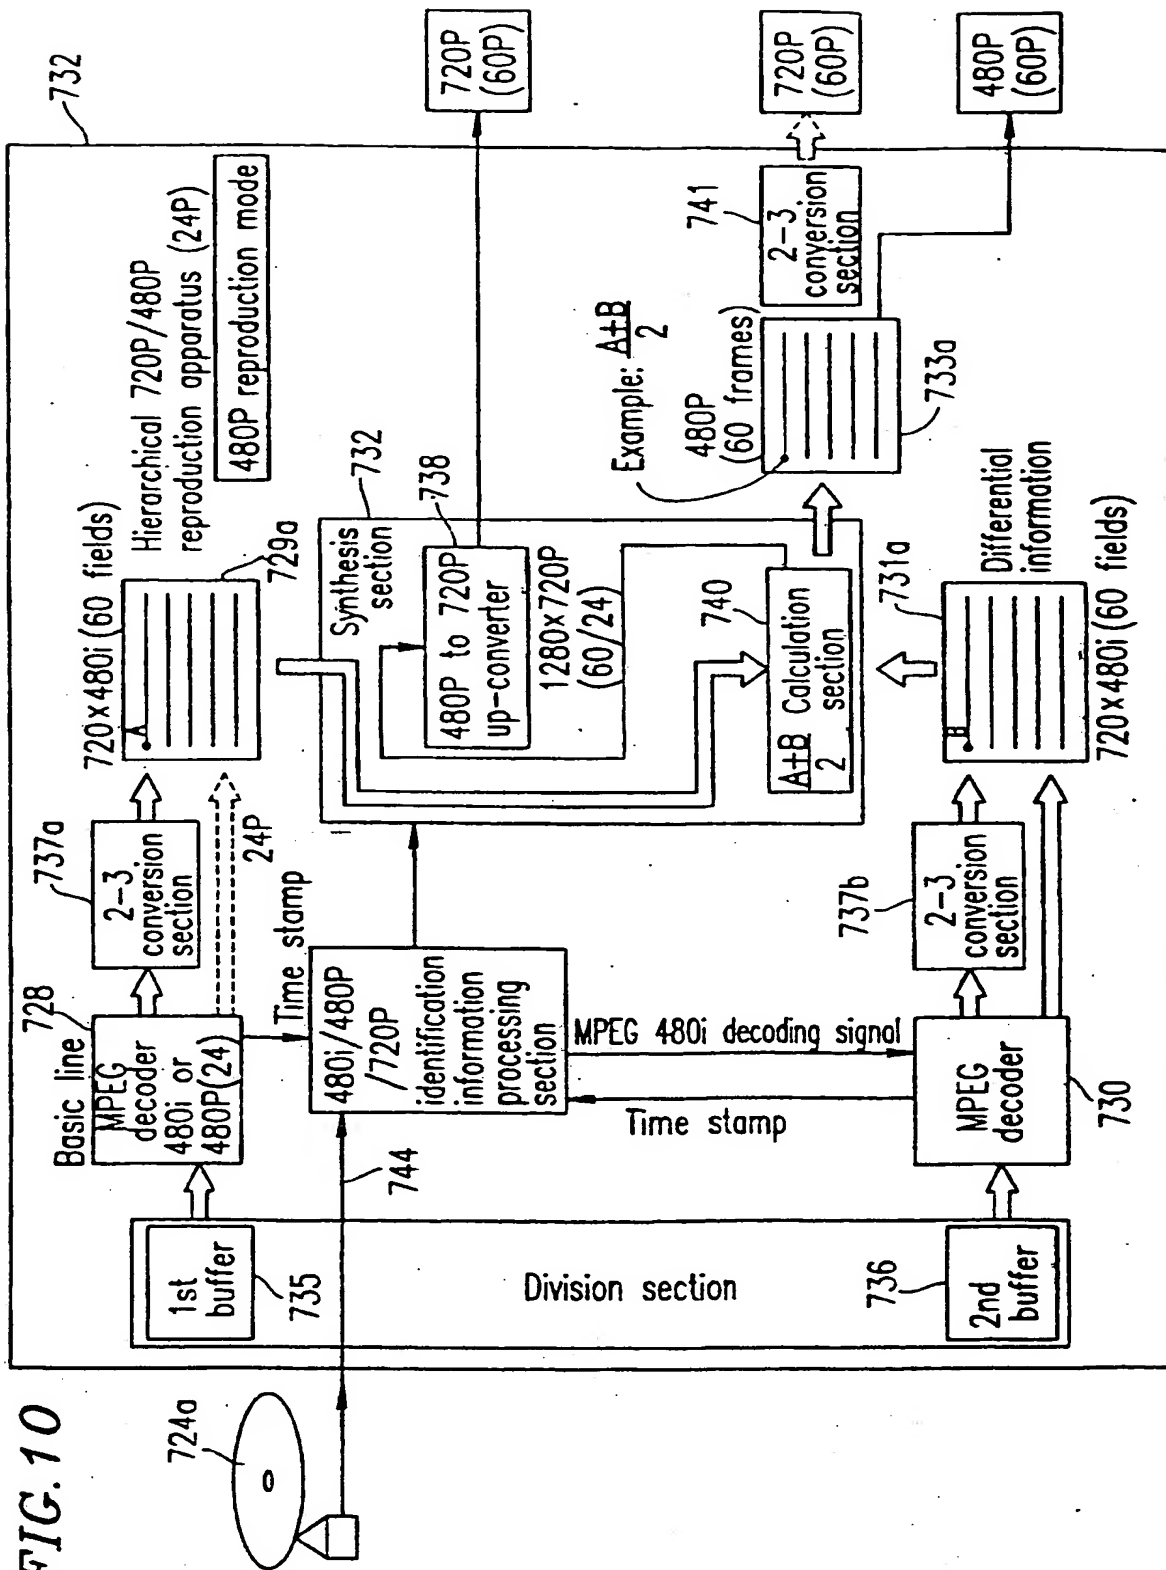 FIG. 10
724a
732
Hierarchical 720P/480P
reproduction apparatus (24P)
480P reproduction mode
Basic line
728
MPEG
decoder
480i or
480P(24)
737a
2-3
conversion
section
24P
720×480i(60 fields)
A
729a
1st
buffer
735
Division section
736
2nd
buffer
744
Time stamp
480i/480P
/720P
identification
information
processing
section
MPEG 480i decoding signal
Time stamp
Synthesis
section
732
738
480P to 720P
up-converter
1280x720P
(60/24)
740
Calculation
section
A+B
2
720P
(60P)
Example: A+B
2
480P
(60 frames)
733a
741
2-3
conversion
section
720P
(60P)
480P
(60P)
MPEG
decoder
730
737b
2-3
conversion
section
B
731a
Differential
information
720×480i (60 fields)